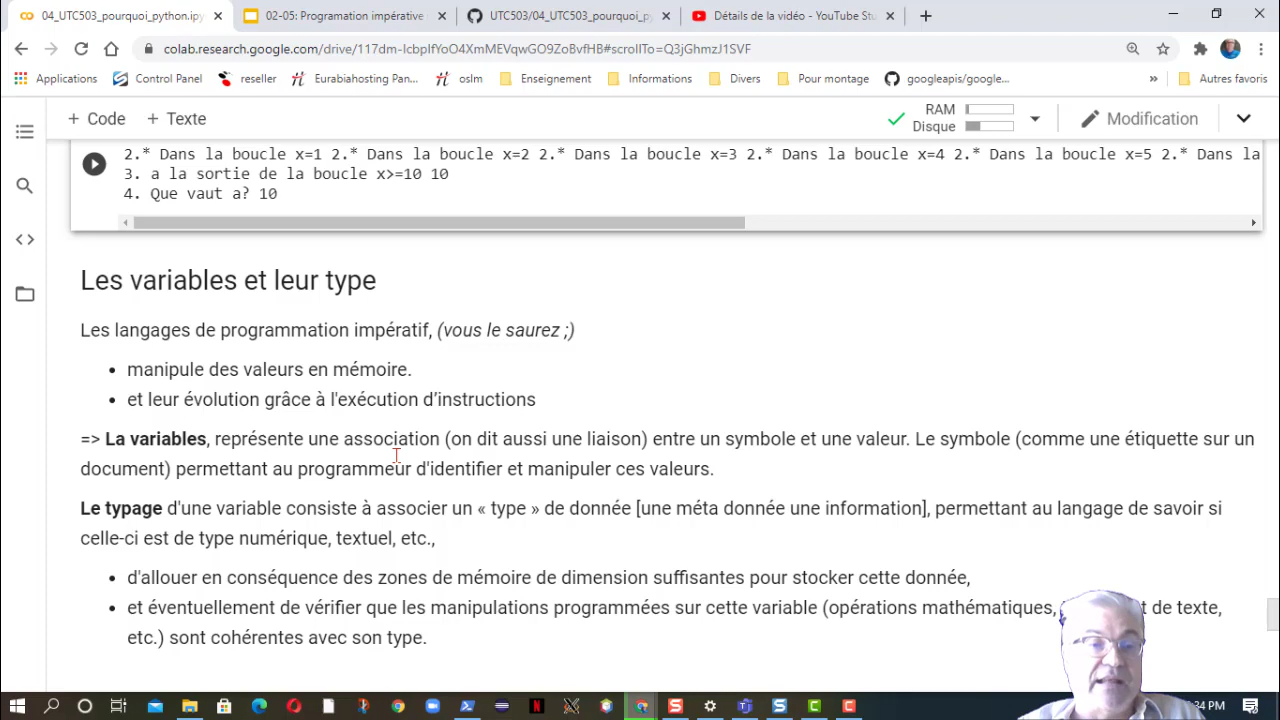 04_UTC503_pourquoi_python.ipy
02-05: Programation impérative
UTC503/04_UTC503_pourquoi_py
Détails de la vidéo - YouTube Stu
colab.research.google.com/drive/117dm-IcbpIfYoO4XmMEVqwGO9ZoBvfHB#scrollTo=Q3jGhmzJ1SVF
Applications Control Panel reseller Eurabiahosting Pan... oslm Enseignement Informations Divers Pour montage googleapis/google... » Autres favoris
+ Code + Texte RAM Modification
Disque
2.* Dans la boucle x=1 2.* Dans la boucle x=2 2.* Dans la boucle x=3 2.* Dans la boucle x=4 2.* Dans la boucle x=5 2.* Dans la
3. a la sortie de la boucle x>=10 10
4. Que vaut a? 10
Les variables et leur type
Les langages de programmation impératif, (vous le saurez ;)
• manipule des valeurs en mémoire.
• et leur évolution grâce à l'exécution d'instructions
=> La variables, représente une association (on dit aussi une liaison) entre un symbole et une valeur. Le symbole (comme une étiquette sur un
document) permettant au programmeur d'identifier et manipuler ces valeurs.
Le typage d'une variable consiste à associer un « type » de donnée [une méta donnée une information], permettant au langage de savoir si
celle-ci est de type numérique, textuel, etc.,
• d'allouer en conséquence des zones de mémoire de dimension suffisantes pour stocker cette donnée,
• et éventuellement de vérifier que les manipulations programmées sur cette variable (opérations mathématiques, t de texte,
etc.) sont cohérentes avec son type.
:34 PM